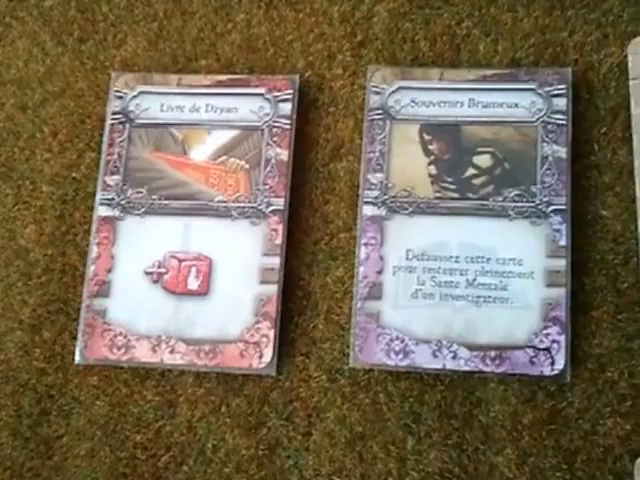 Livre de Dzyan
+
Souvenirs Brumeux
Défaussez cette carte
pour restaurer pleinement
la Santé Mentale
d'un investigateur.